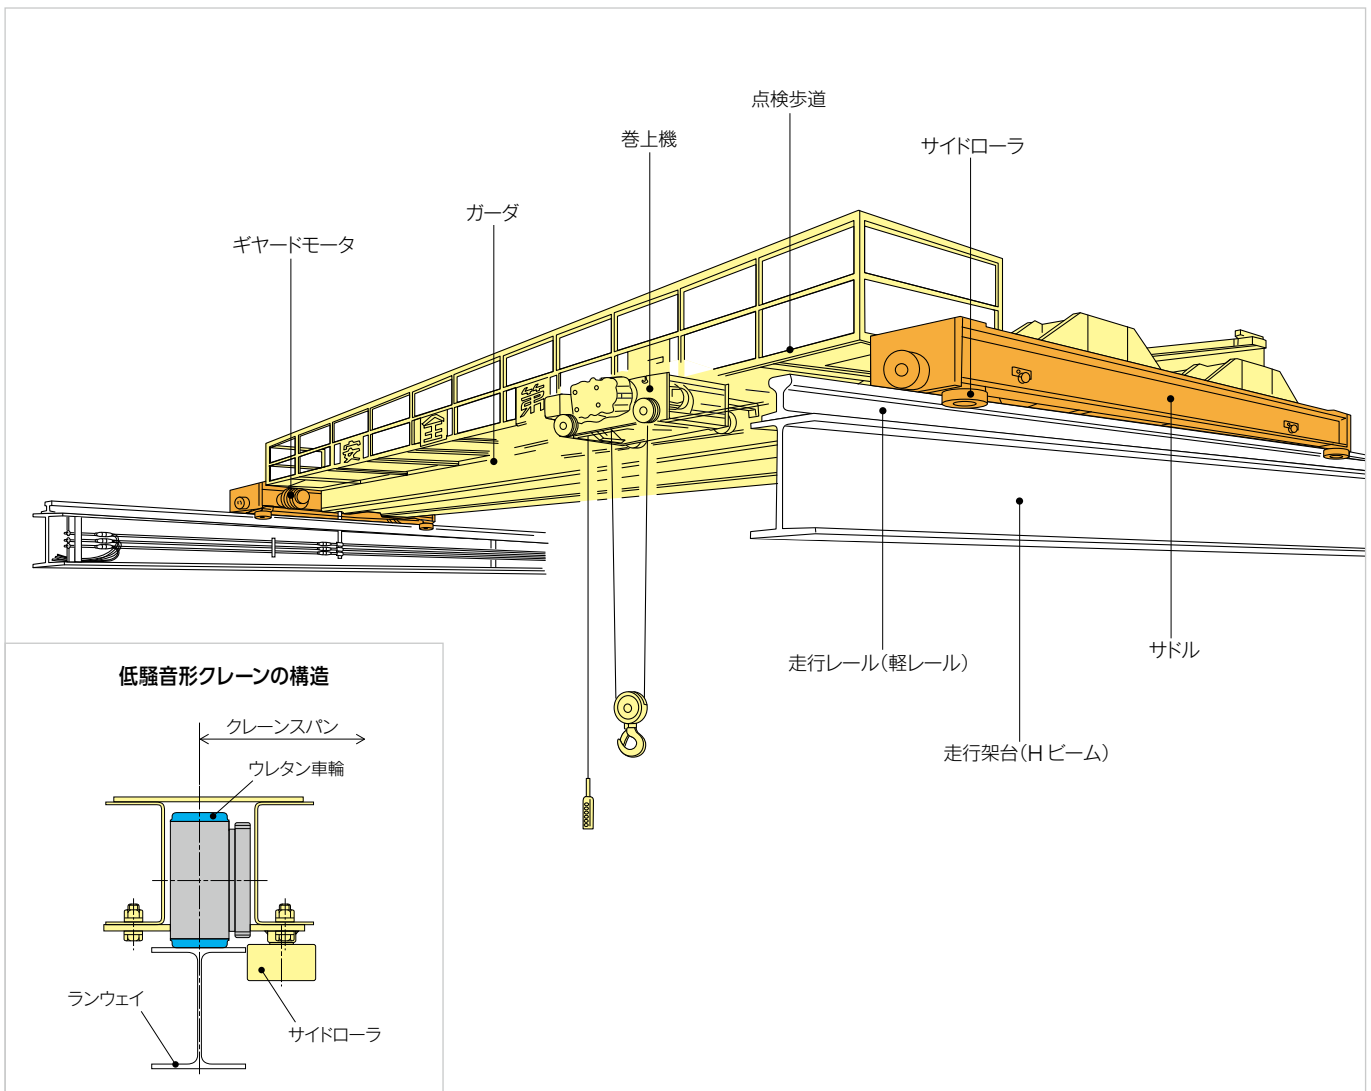 点検歩道
巻上機
サイドローラ
ガーダ
ギヤードモータ
安全第
走行レール(軽レール)
サドル
走行架台(Hビーム)
低騒音形クレーンの構造
クレーンスパン
ウレタン車輪
ランウェイ
サイドローラ